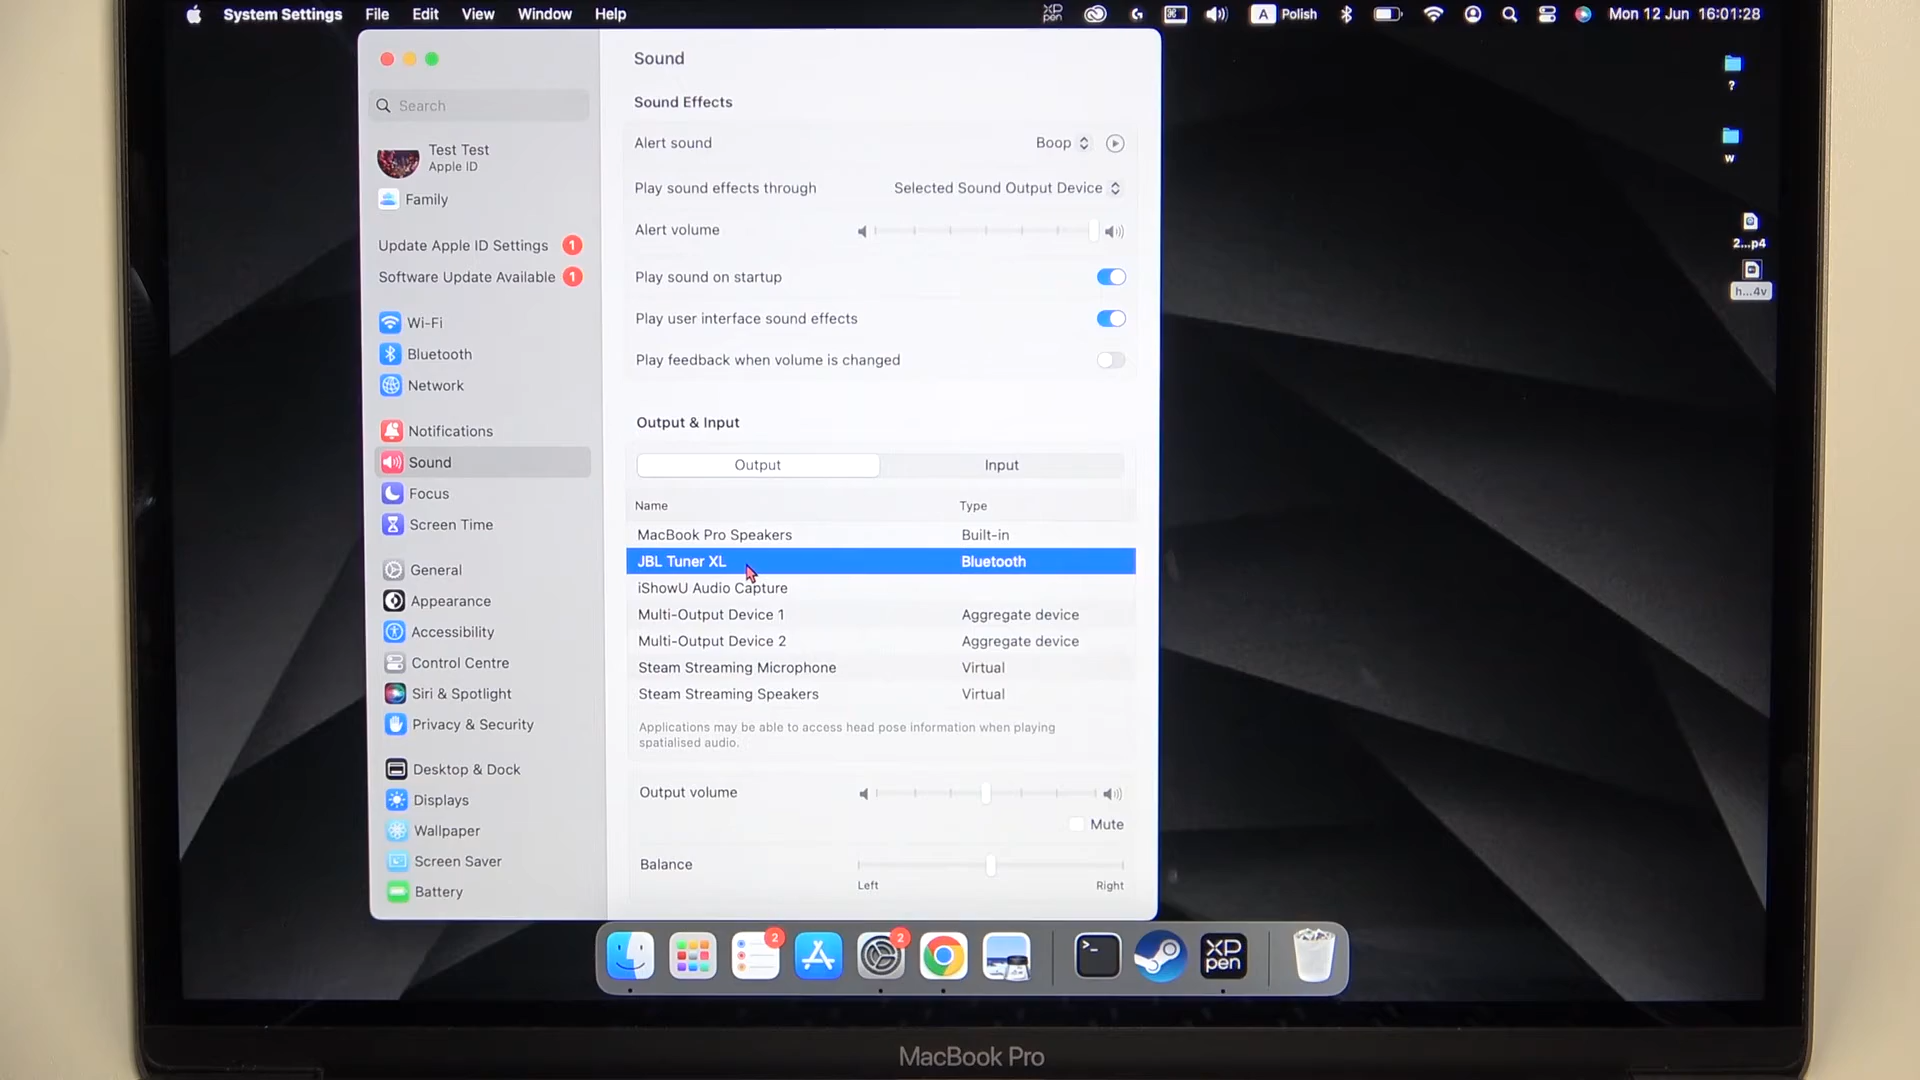 System Settings File Edit View Window Help XP pen A Polish Mon 12 Jun 16:01:28
Search
Test Test
Apple ID
Family
Update Apple ID Settings 1
Software Update Available 1
Wi-Fi
Bluetooth
Network
Notifications
Sound
Focus
Screen Time
General
Appearance
Accessibility
Control Centre
Siri & Spotlight
Privacy & Security
Desktop & Dock
Displays
Wallpaper
Screen Saver
Battery
Sound
Sound Effects
Alert sound Boop
Play sound effects through Selected Sound Output Device
Alert volume
Play sound on startup
Play user interface sound effects
Play feedback when volume is changed
Output & Input
Output Input
Name Type
MacBook Pro Speakers Built-in
JBL Tuner XL Bluetooth
iShowU Audio Capture
Multi-Output Device 1 Aggregate device
Multi-Output Device 2 Aggregate device
Steam Streaming Microphone Virtual
Steam Streaming Speakers Virtual
Applications may be able to access head pose information when playing
spatialised audio.
Output volume
Mute
Balance
Left Right
?
w
2...p4
h...4v
2 2
XP
pen
MacBook Pro